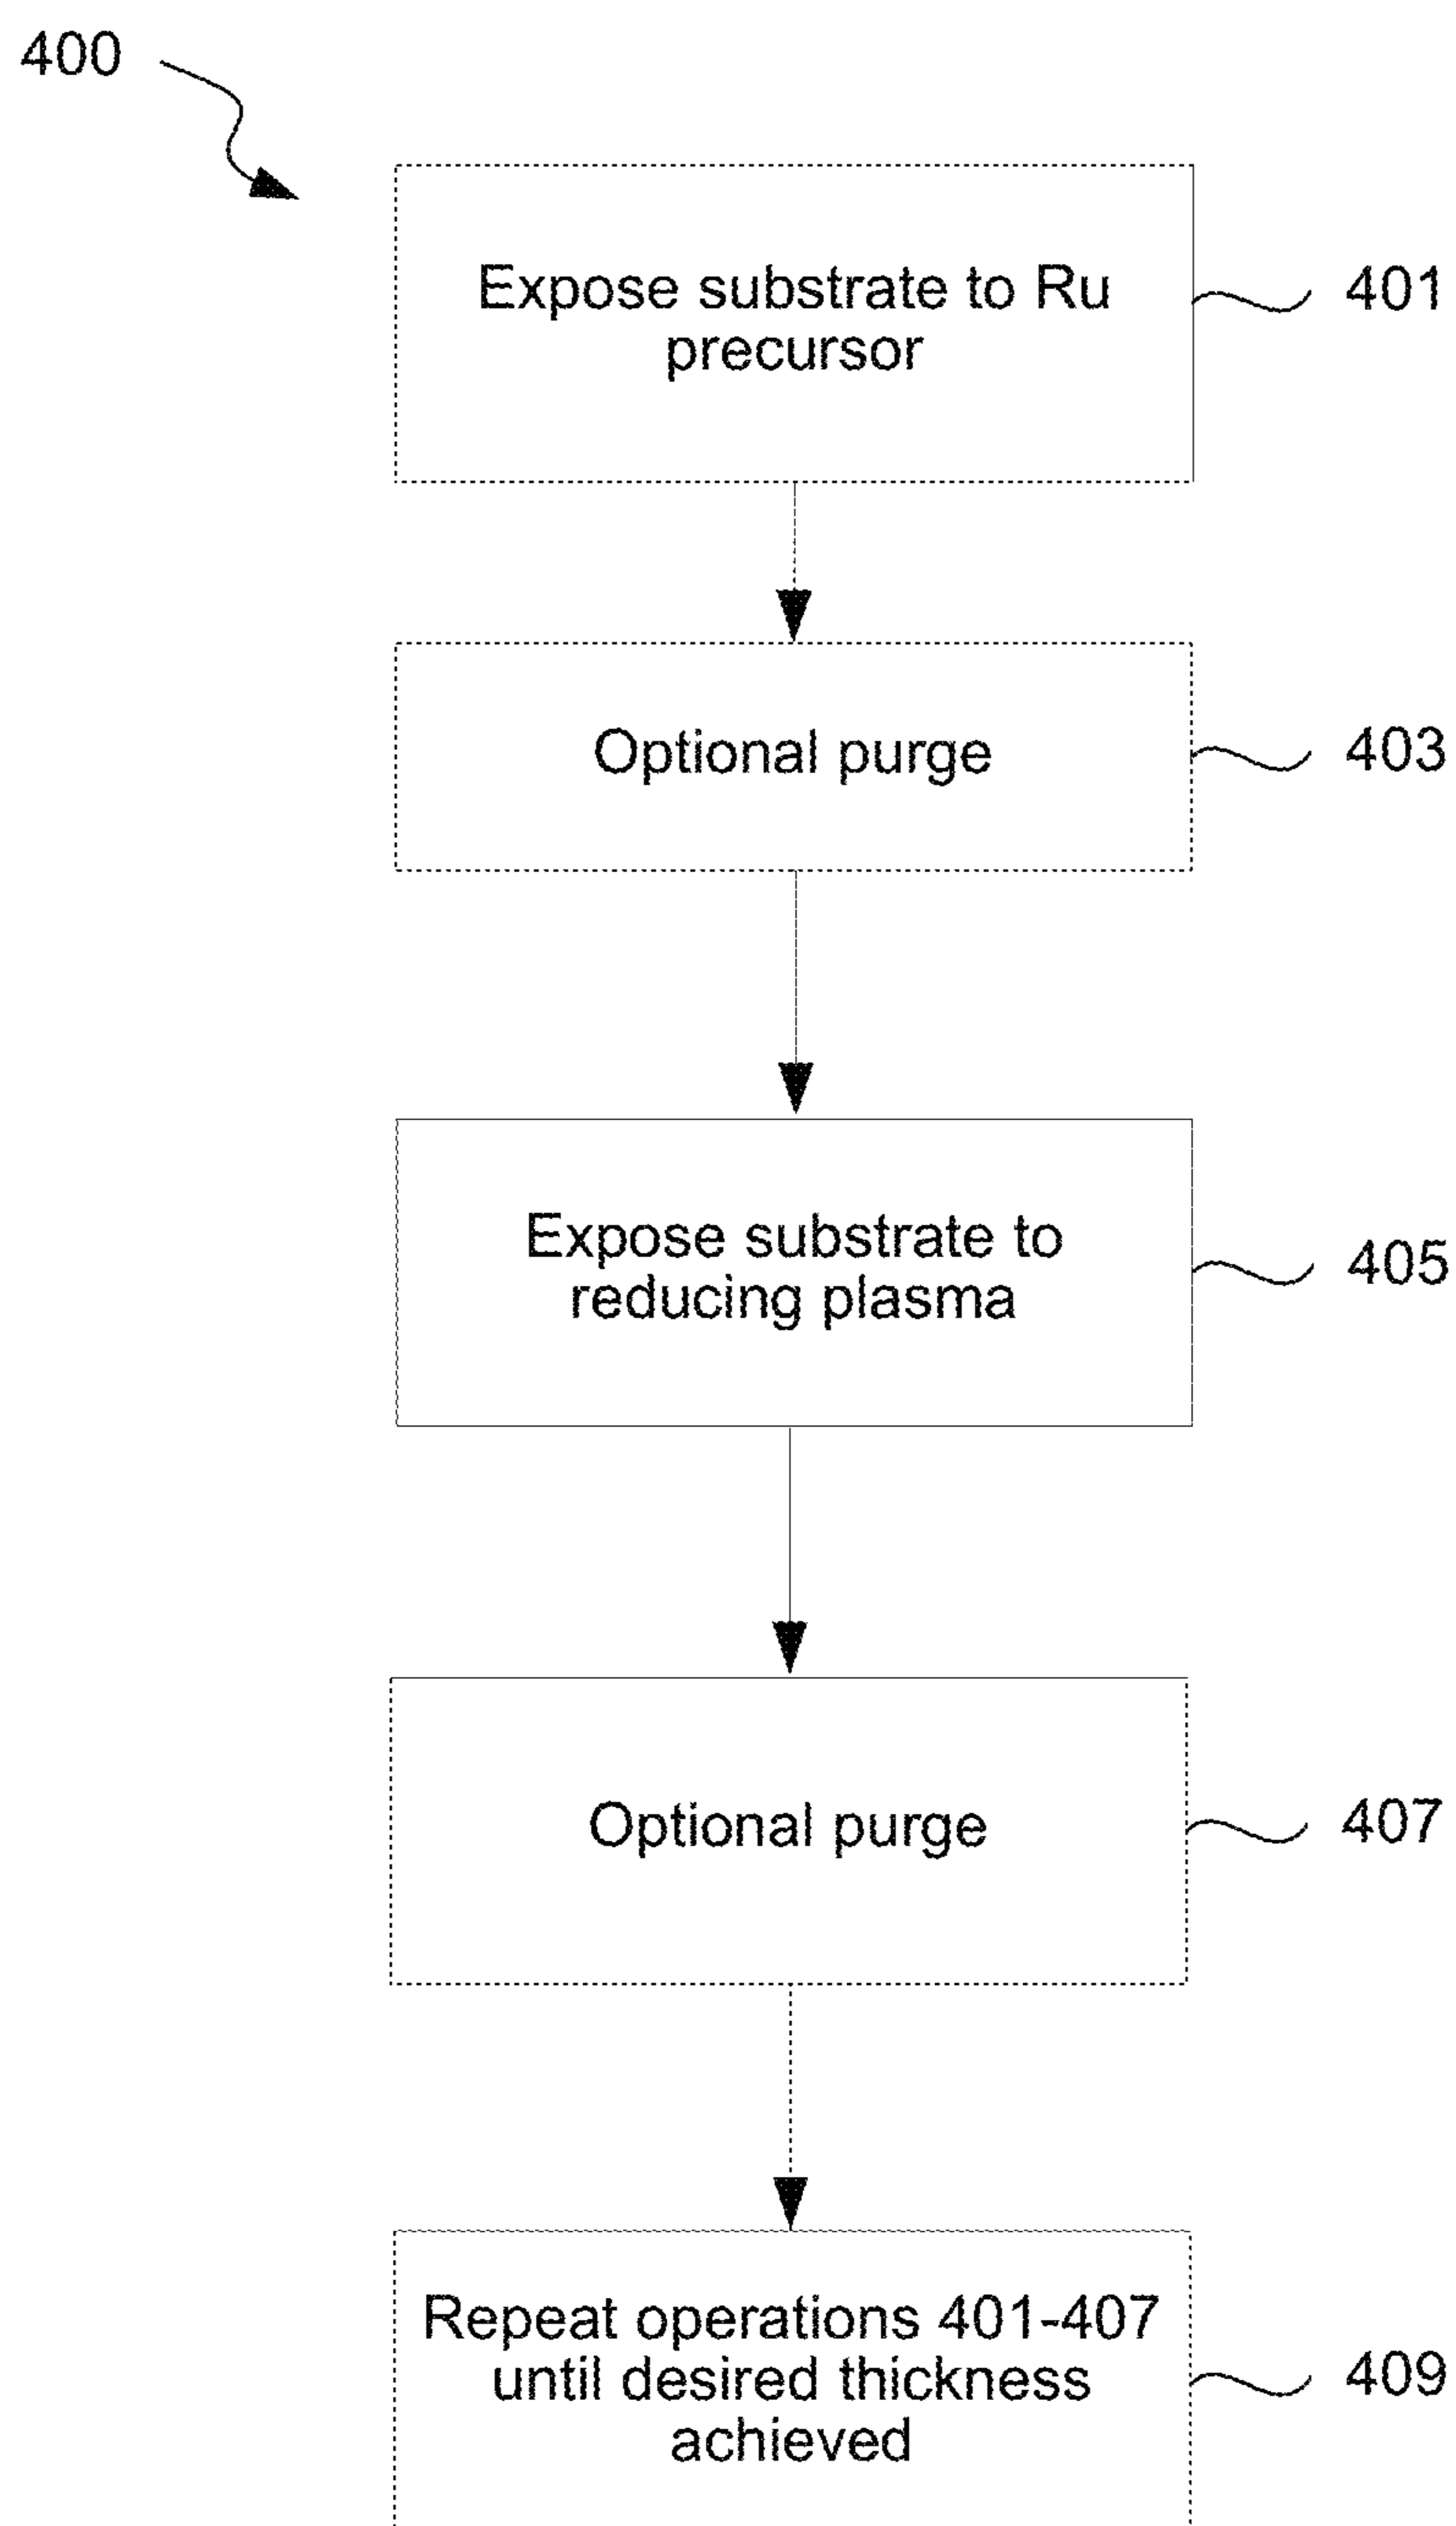 400
Expose substrate to Ru
precursor
401
Optional purge
403
Expose substrate to
reducing plasma
405
Optional purge
407
Repeat operations 401-407
until desired thickness
achieved
409